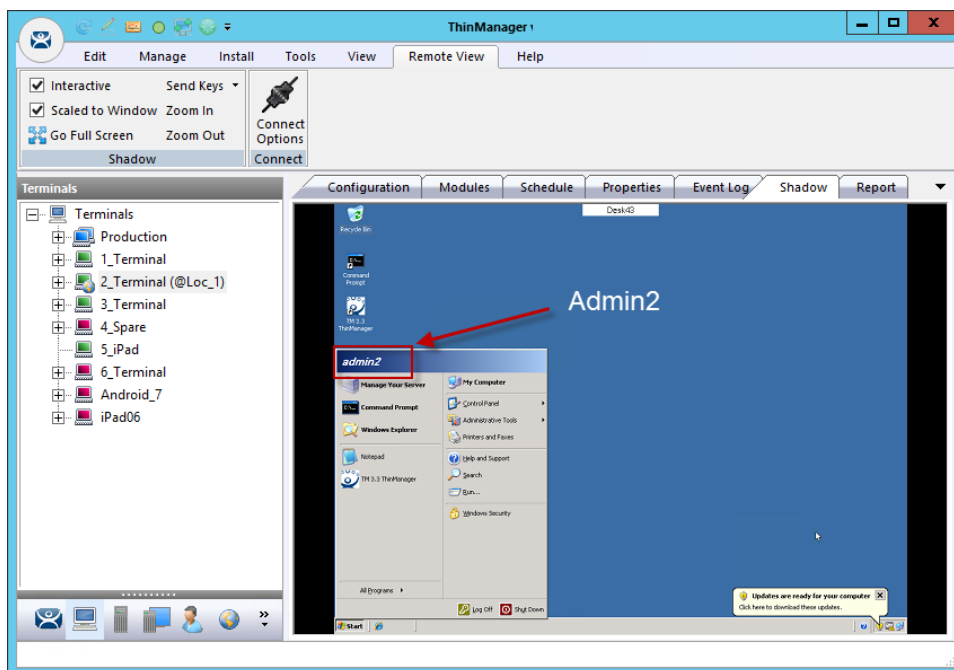 ThinManager
Edit Manage Install Tools View Remote View Help
Interactive Send Keys
Scaled to Window Zoom In
Go Full Screen Zoom Out
Connect Options
Shadow Connect
Terminals
Configuration Modules Schedule Properties Event Log Shadow Report
Terminals
Production
1_Terminal
2_Terminal (@Loc_1)
3_Terminal
4_Spare
5_iPad
6_Terminal
Android_7
iPad06
Desk43
Recycle Bin
Command
Prompt
TM 3.3
ThinManager
Admin2
admin2
Manage Your Server
Command Prompt
Windows Explorer
Notepad
TM 3.3 ThinManager
All Programs
My Computer
Control Panel
Administrative Tools
Printers and Faxes
Help and Support
Search
Run...
Windows Security
Log Off Shut Down
Updates are ready for your computer
Click here to download these updates.
Start